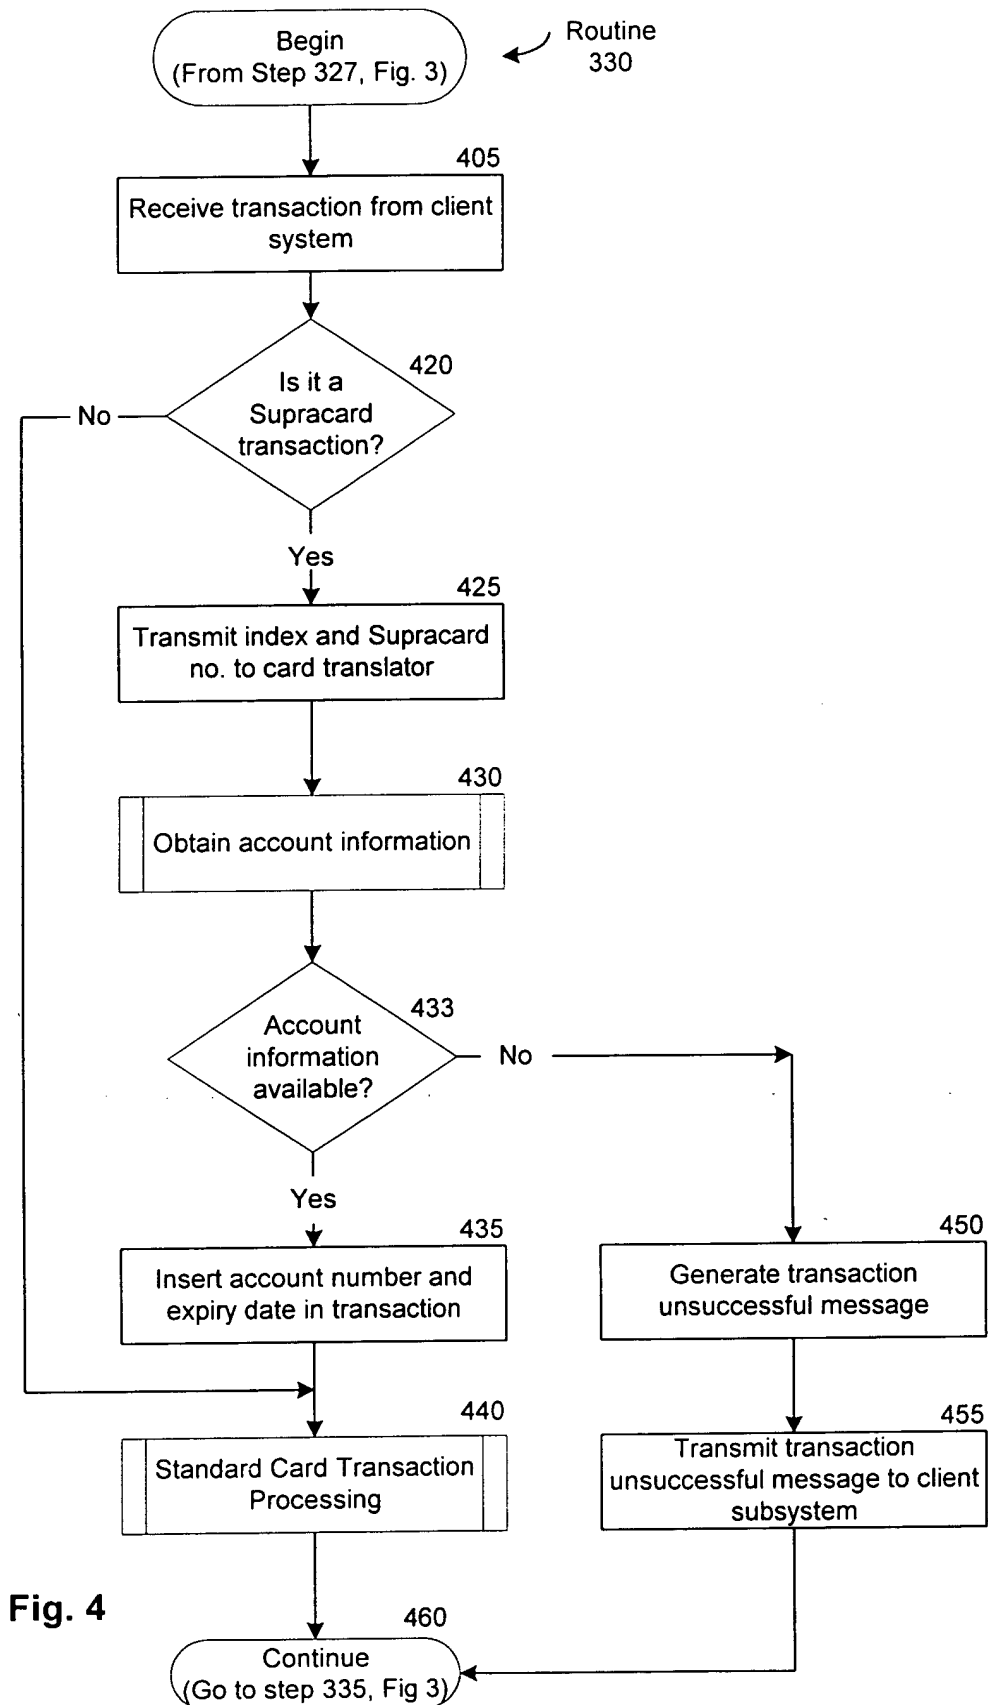 Begin
(From Step 327, Fig. 3)
Routine
330
405
Receive transaction from client
system
420
Is it a
Supracard
transaction?
No
Yes
425
Transmit index and Supracard
no. to card translator
430
Obtain account information
433
Account
information
available?
No
Yes
435
Insert account number and
expiry date in transaction
450
Generate transaction
unsuccessful message
440
Standard Card Transaction
Processing
455
Transmit transaction
unsuccessful message to client
subsystem
Fig. 4
460
Continue
(Go to step 335, Fig 3)